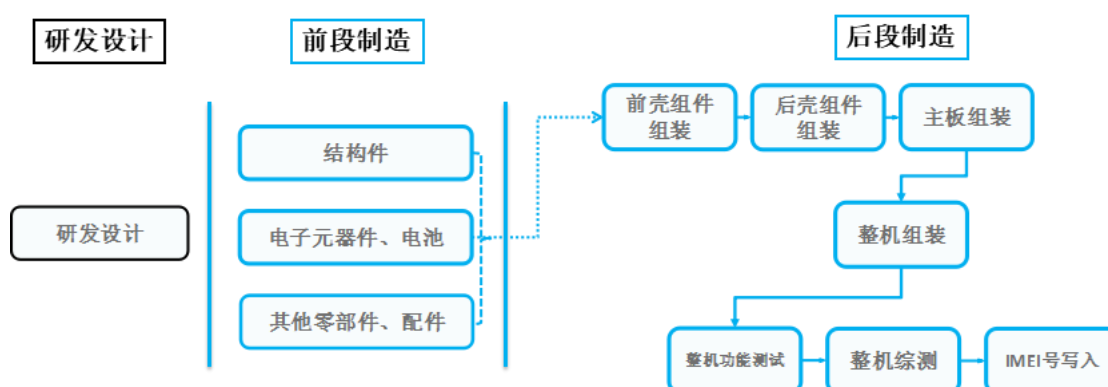 研发设计
前段制造
后段制造
研发设计
结构件
电子元器件、电池
其他零部件、配件
前壳组件
组装
后壳组件
组装
主板组装
整机组装
整机功能测试
整机综测
IMEI号写入